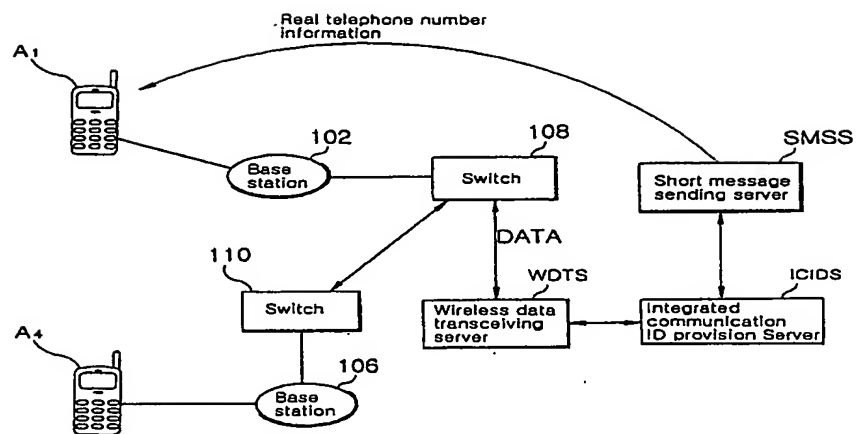 Real telephone number
information
A1
102
108
SMSS
Base
station
Switch
Short message
sending server
DATA
110
WDTS
ICIDS
Switch
Wireless data
transceiving
server
Integrated
communication
ID provision Server
A4
106
Base
station